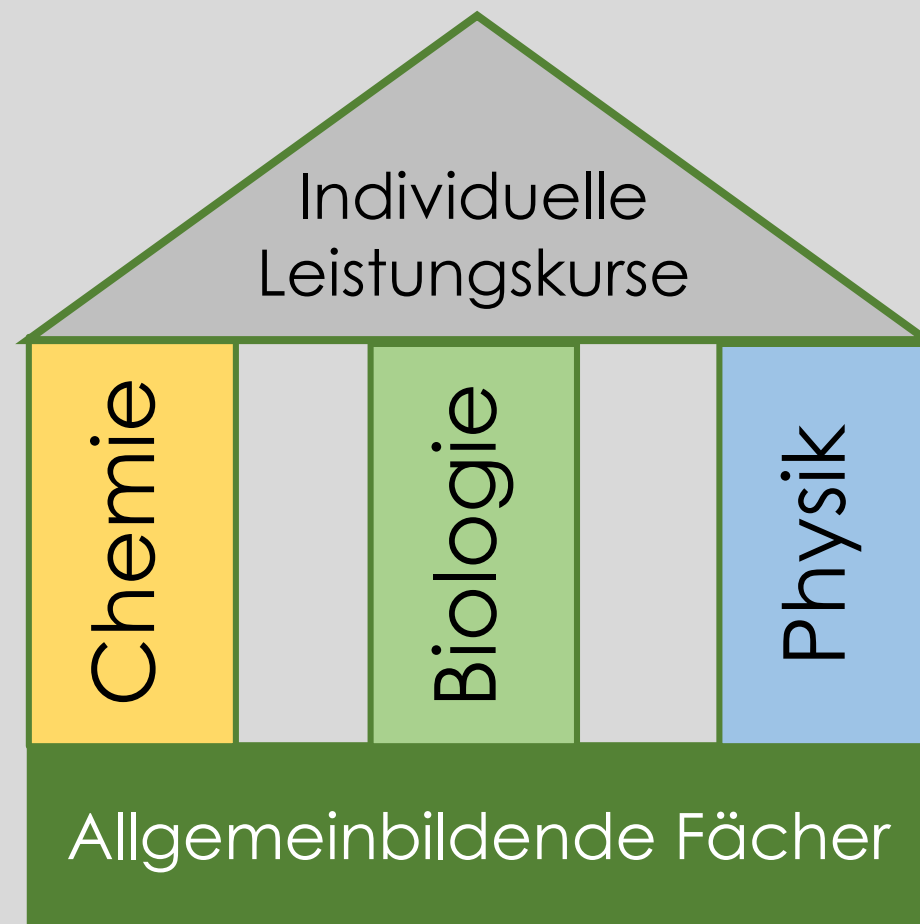 Individuelle
Leistungskurse
Chemie
Biologie
Physik
Allgemeinbildende Fächer